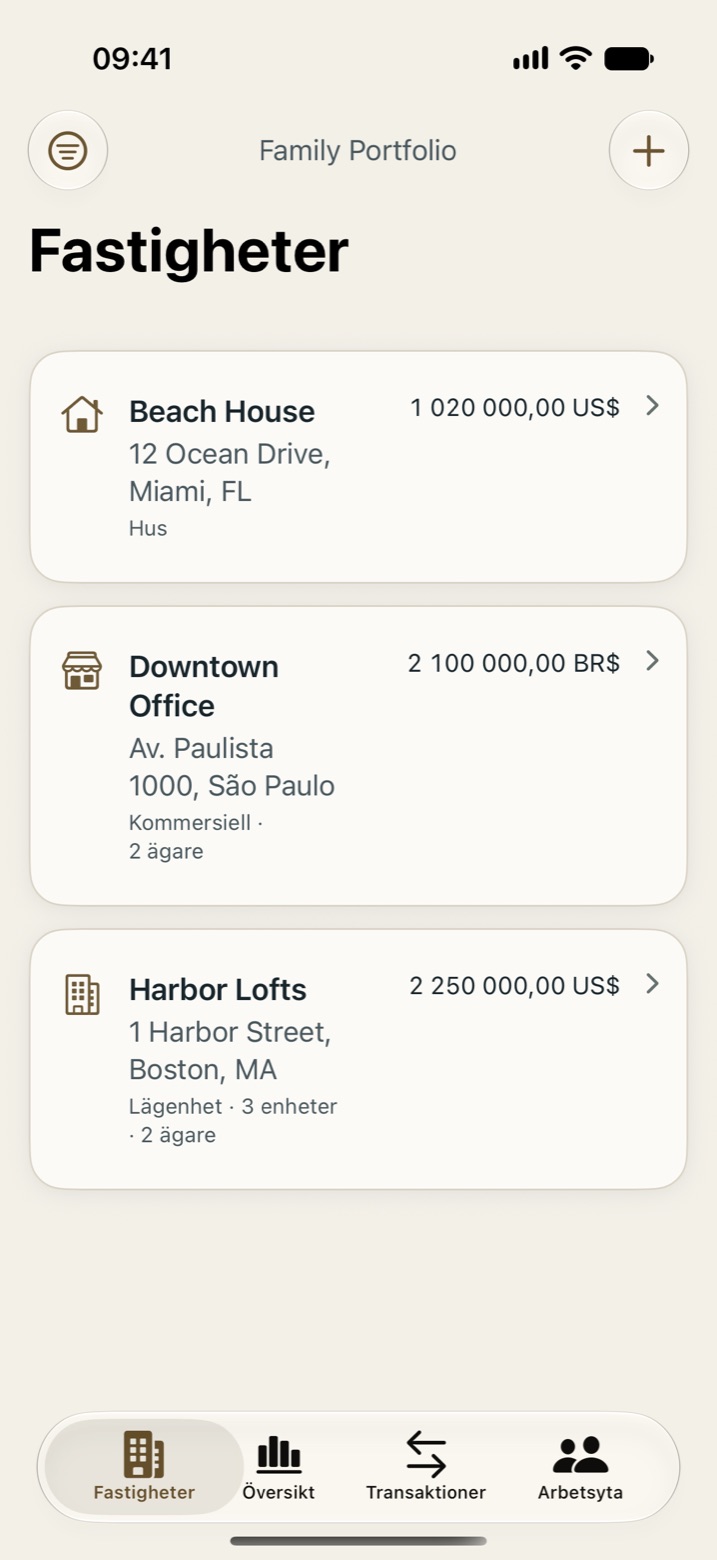 09:41
Family Portfolio
Fastigheter
Beach House
1 020 000,00 US$
12 Ocean Drive,
Miami, FL
Hus
Downtown
Office
2 100 000,00 BR$
Av. Paulista
1000, São Paulo
Kommersiell ·
2 ägare
Harbor Lofts
2 250 000,00 US$
1 Harbor Street,
Boston, MA
Lägenhet · 3 enheter
· 2 ägare
Fastigheter
Översikt
Transaktioner
Arbetsyta